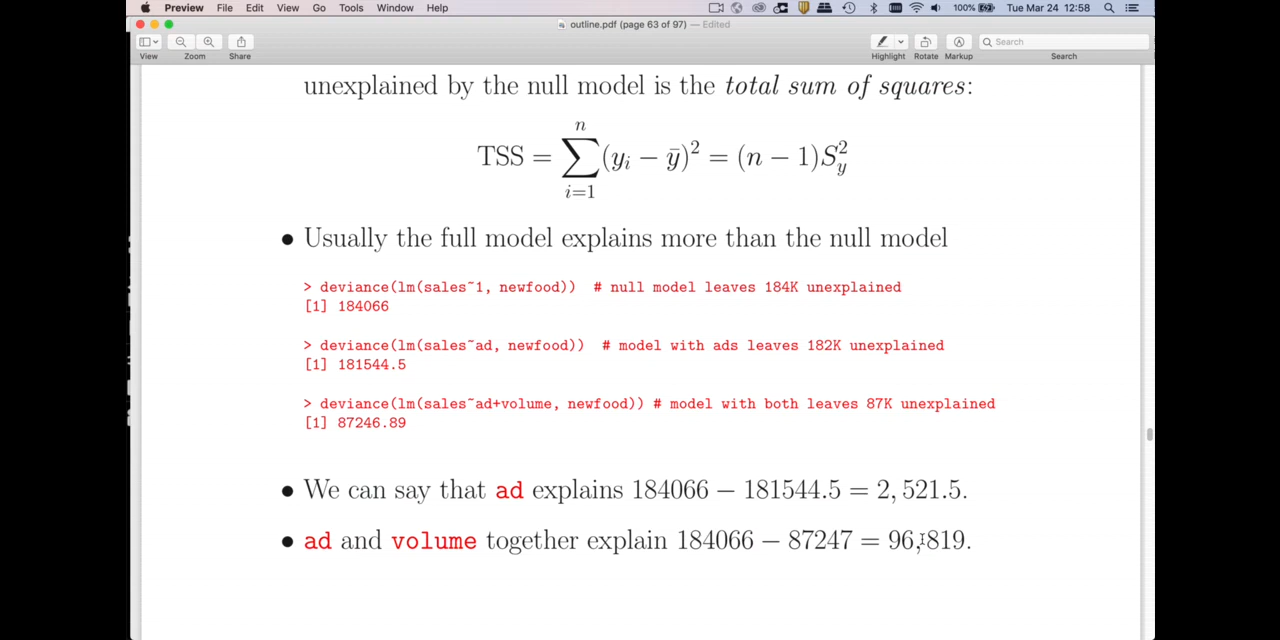 Preview File Edit View Go Tools Window Help 100% Tue Mar 24 12:58
outline.pdf (page 63 of 97) — Edited
View Zoom Share Highlight Rotate Markup Search
Search
unexplained by the null model is the total sum of squares:
TSS = ∑_{i=1}^{n} (y_i − ȳ)² = (n − 1)S_y²
• Usually the full model explains more than the null model
> deviance(lm(sales~1, newfood)) # null model leaves 184K unexplained
[1] 184066
> deviance(lm(sales~ad, newfood)) # model with ads leaves 182K unexplained
[1] 181544.5
> deviance(lm(sales~ad+volume, newfood)) # model with both leaves 87K unexplained
[1] 87246.89
• We can say that ad explains 184066 − 181544.5 = 2, 521.5.
• ad and volume together explain 184066 − 87247 = 96, 819.